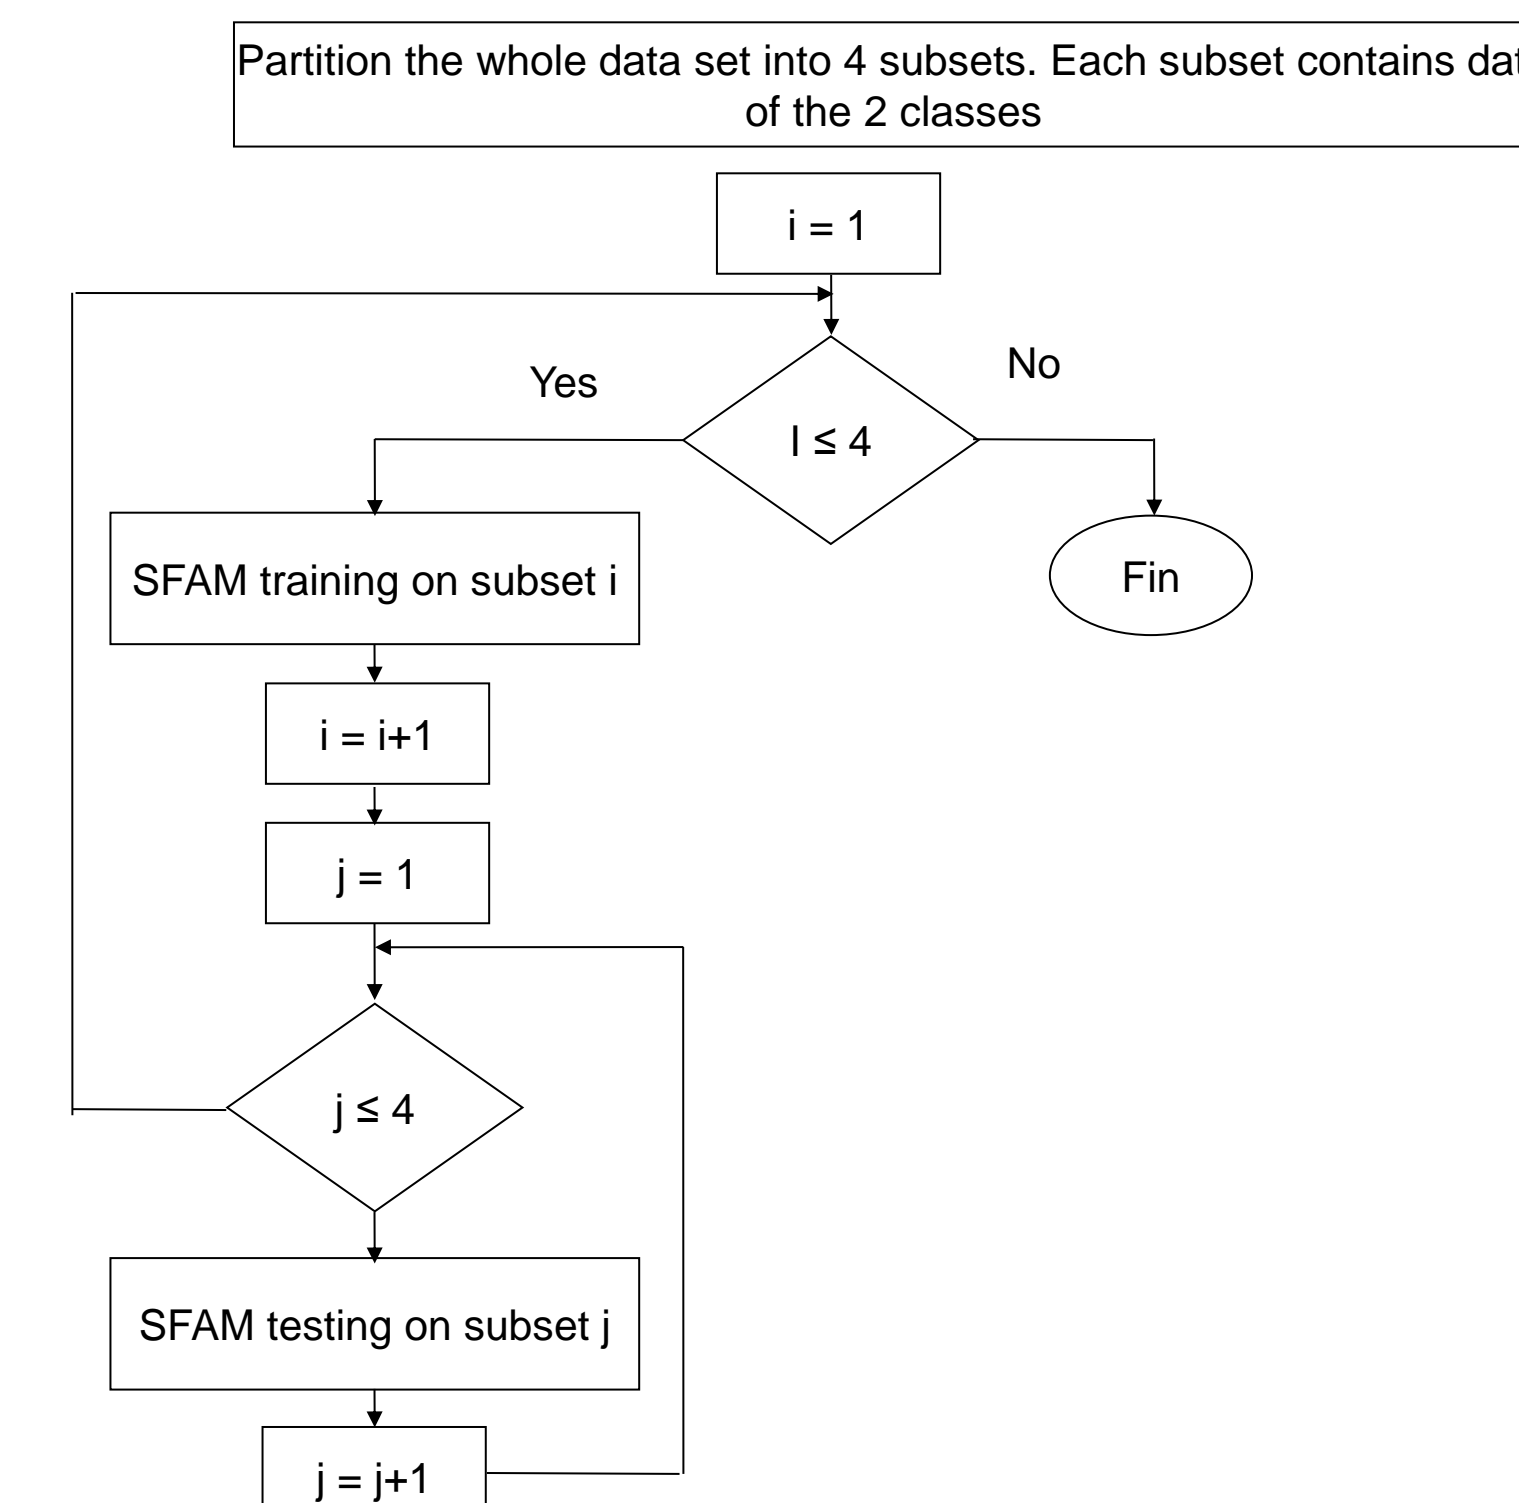 Partition the whole data set into 4 subsets. Each subset contains dat
of the 2 classes
i = 1
Yes
No
I ≤ 4
SFAM training on subset i
Fin
i = i+1
j = 1
j ≤ 4
SFAM testing on subset j
j = j+1